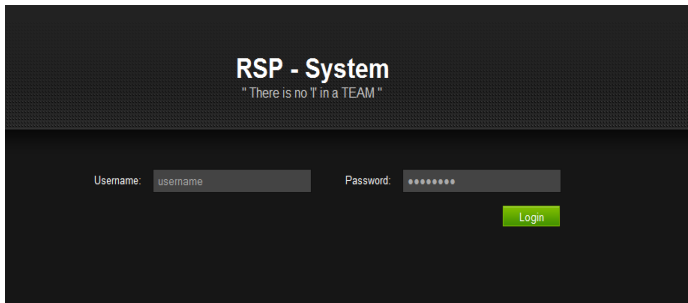 RSP - System
" There is no 'I' in a TEAM "
Username: username Password: ●●●●●●●●
Login